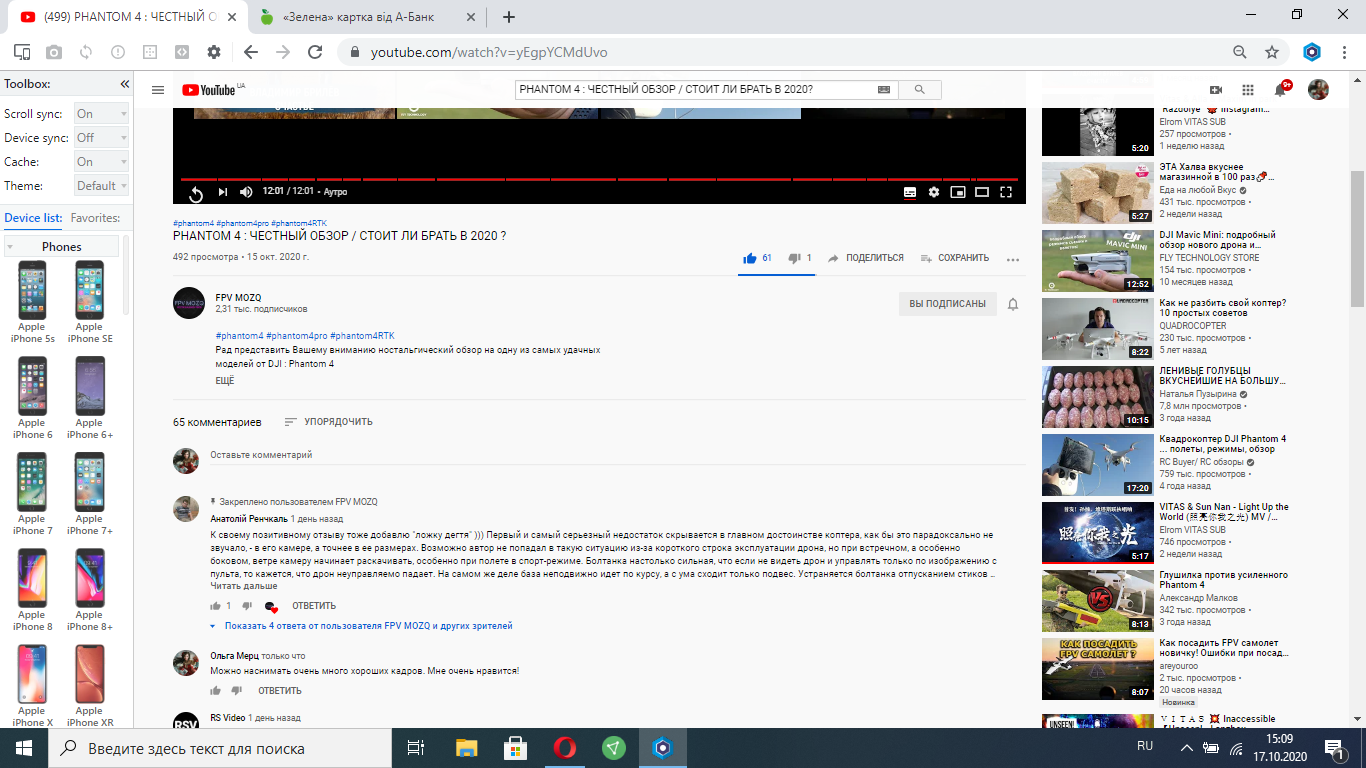 (499) PHANTOM 4 : ЧЕСТНЫЙ О
«Зелена» картка від А-Банк
youtube.com/watch?v=yEgpYCMdUvo
Toolbox:
Scroll sync: On
Device sync: Off
Cache: On
Theme: Default
Device list: Favorites:
Phones
Apple iPhone 5s
Apple iPhone SE
Apple iPhone 6
Apple iPhone 6+
Apple iPhone 7
Apple iPhone 7+
Apple iPhone 8
Apple iPhone 8+
Apple iPhone X
Apple iPhone XR
YouTube UA
PHANTOM 4 : ЧЕСТНЫЙ ОБЗОР / СТОИТ ЛИ БРАТЬ В 2020?
9+
12:01 / 12:01 • Аутро
#phantom4 #phantom4pro #phantom4RTK
PHANTOM 4 : ЧЕСТНЫЙ ОБЗОР / СТОИТ ЛИ БРАТЬ В 2020 ?
492 просмотра • 15 окт. 2020 г.
61 1 ПОДЕЛИТЬСЯ СОХРАНИТЬ
FPV MOZQ
FPV MOZQ
2,31 тыс. подписчиков
ВЫ ПОДПИСАНЫ
#phantom4 #phantom4pro #phantom4RTK
Рад представить Вашему вниманию ностальгический обзор на одну из самых удачных
моделей от DJI : Phantom 4
ЕЩЁ
65 комментариев УПОРЯДОЧИТЬ
Оставьте комментарий
Закреплено пользователем FPV MOZQ
Анатолій Ренчкаль 1 день назад
К своему позитивному отзыву тоже добавлю "ложку дегтя" ))) Первый и самый серьезный недостаток скрывается в главном достоинстве коптера, как бы это парадоксально не
звучало, - в его камере, а точнее в ее размерах. Возможно автор не попадал в такую ситуацию из-за короткого строка эксплуатации дрона, но при встречном, а особенно
боковом, ветре камеру начинает раскачивать, особенно при полете в спорт-режиме. Болтанка настолько сильная, что если не видеть дрон и управлять только по изображению с
пульта, то кажется, что дрон неуправляемо падает. На самом же деле база неподвижно идет по курсу, а с ума сходит только подвес. Устраняется болтанка отпусканием стиков ...
Читать дальше
1 ОТВЕТИТЬ
Показать 4 ответа от пользователя FPV MOZQ и других зрителей
Ольга Мерц только что
Можно наснимать очень много хороших кадров. Мне очень нравится!
ОТВЕТИТЬ
RSV
RS Video 1 день назад
"Razdolye" Instagram...
Elrom VITAS SUB
257 просмотров •
1 неделю назад
5:20
ЭТА Халва вкуснее
магазинной в 100 раз ...
Еда на любой Вкус
431 тыс. просмотров •
2 недели назад
5:27
DJI Mavic Mini: подробный
обзор нового дрона и...
FLY TECHNOLOGY STORE
154 тыс. просмотров •
10 месяцев назад
MAVIC MINI
12:52
Как не разбить свой коптер?
10 простых советов
QUADROCOPTER
230 тыс. просмотров •
5 лет назад
QUADROCOPTER
8:22
ЛЕНИВЫЕ ГОЛУБЦЫ
ВКУСНЕЙШИЕ НА БОЛЬШУ...
Наталья Пузырина
7,8 млн просмотров •
3 года назад
10:15
Квадрокоптер DJI Phantom 4
... полеты, режимы, обзор
RC Buyer/ RC обзоры
759 тыс. просмотров •
4 года назад
17:20
VITAS & Sun Nan - Light Up the
World (照亮你我之光) MV /...
Elrom VITAS SUB
746 просмотров •
2 недели назад
5:17
Глушилка против усиленного
Phantom 4
Александр Малков
342 тыс. просмотров •
3 года назад
VS
8:13
Как посадить FPV самолет
новичку! Ошибки при посад...
areyouroo
2 тыс. просмотров •
20 часов назад
Новинка
КАК ПОСАДИТЬ
FPV САМОЛЕТ ?
8:07
V I T A S Inaccessible
UNSEEN!
Введите здесь текст для поиска
RU
15:09
17.10.2020
1